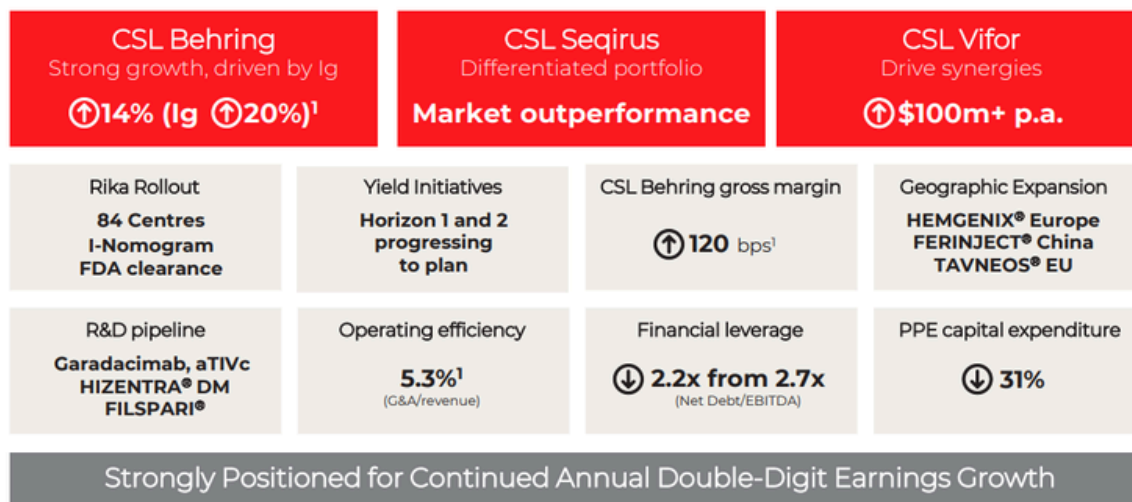 CSL Behring
Strong growth, driven by Ig
↑14% (Ig ↑20%)¹
CSL Seqirus
Differentiated portfolio
Market outperformance
CSL Vifor
Drive synergies
↑$100m+ p.a.
Rika Rollout
84 Centres
I-Nomogram
FDA clearance
Yield Initiatives
Horizon 1 and 2
progressing
to plan
CSL Behring gross margin
↑ 120 bps¹
Geographic Expansion
HEMGENIX® Europe
FERINJECT® China
TAVNEOS® EU
R&D pipeline
Garadacimab, aTIVc
HIZENTRA® DM
FILSPARI®
Operating efficiency
5.3%¹
(G&A/revenue)
Financial leverage
↓ 2.2x from 2.7x
(Net Debt/EBITDA)
PPE capital expenditure
↓ 31%
Strongly Positioned for Continued Annual Double-Digit Earnings Growth